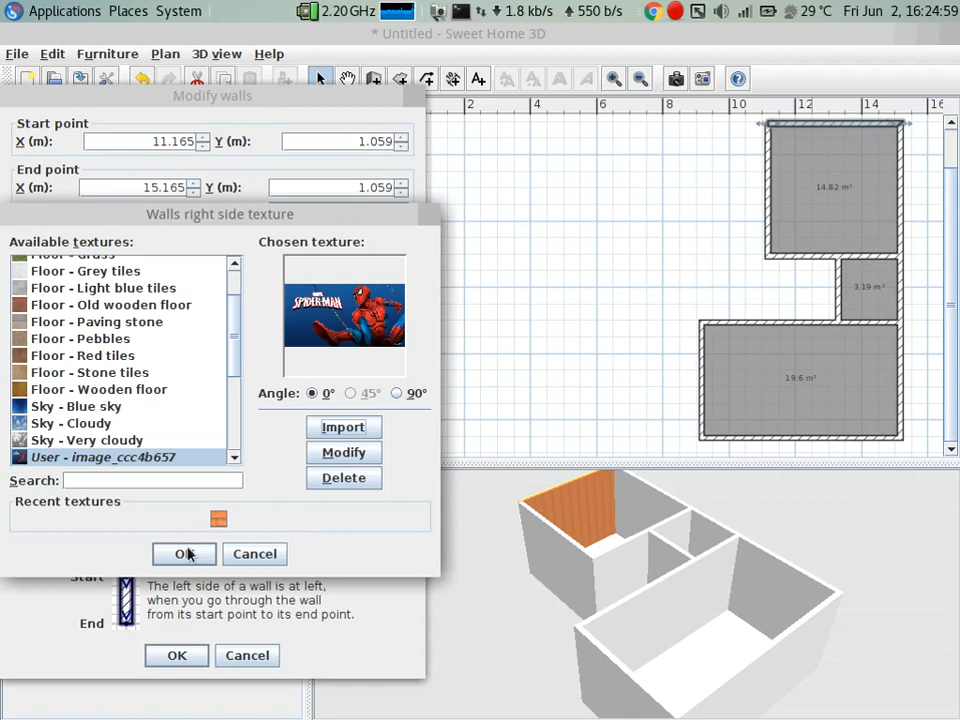 Applications Places System 2.20 GHz 1.8 kb/s 550 b/s 29 °C Fri Jun 2, 16:24:59
* Untitled - Sweet Home 3D
File Edit Furniture Plan 3D view Help
Modify walls
2 4 6 8 10 12 14 16
Start point
X (m): 11.165 Y (m): 1.059
End point
X (m): 15.165 Y (m): 1.059
14.82 m²
3.19 m²
19.6 m²
Walls right side texture
Available textures: Chosen texture:
Floor - Grey tiles
Floor - Light blue tiles
Floor - Old wooden floor
Floor - Paving stone
Floor - Pebbles
Floor - Red tiles
Floor - Stone tiles
Floor - Wooden floor
Sky - Blue sky
Sky - Cloudy
Sky - Very cloudy
User - image_ccc4b657
SPIDER-MAN
Angle: 0° 45° 90°
Import
Modify
Delete
Search:
Recent textures
OK Cancel
Start
The left side of a wall is at left,
when you go through the wall
from its start point to its end point.
End
OK Cancel